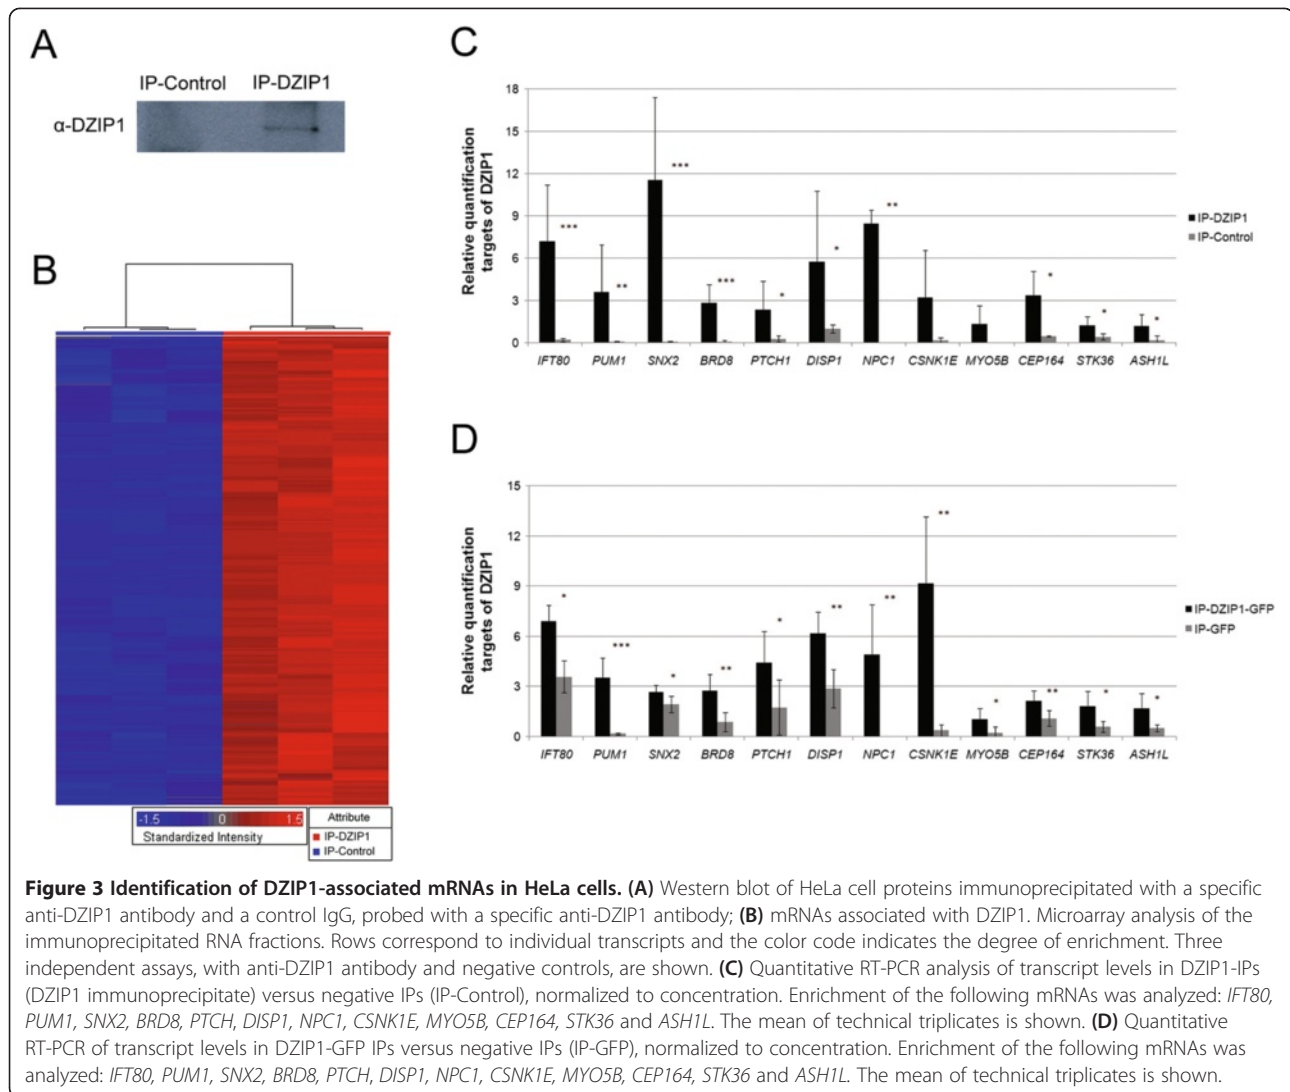 A
IP-Control IP-DZIP1
α-DZIP1
B
-1.5 0 1.5
Standardized Intensity
Attribute
IP-DZIP1
IP-Control
C
Relative quantification
targets of DZIP1
18
15
12
9
6
3
0
*** ** *** *** * * ** * * *
IFT80 PUM1 SNX2 BRD8 PTCH1 DISP1 NPC1 CSNK1E MYO5B CEP164 STK36 ASH1L
IP-DZIP1
IP-Control
D
Relative quantification
targets of DZIP1
15
12
9
6
3
0
* *** * ** * ** ** ** * ** * *
IFT80 PUM1 SNX2 BRD8 PTCH1 DISP1 NPC1 CSNK1E MYO5B CEP164 STK36 ASH1L
IP-DZIP1-GFP
IP-GFP
Figure 3 Identification of DZIP1-associated mRNAs in HeLa cells. (A) Western blot of HeLa cell proteins immunoprecipitated with a specific
anti-DZIP1 antibody and a control IgG, probed with a specific anti-DZIP1 antibody; (B) mRNAs associated with DZIP1. Microarray analysis of the
immunoprecipitated RNA fractions. Rows correspond to individual transcripts and the color code indicates the degree of enrichment. Three
independent assays, with anti-DZIP1 antibody and negative controls, are shown. (C) Quantitative RT-PCR analysis of transcript levels in DZIP1-IPs
(DZIP1 immunoprecipitate) versus negative IPs (IP-Control), normalized to concentration. Enrichment of the following mRNAs was analyzed: IFT80,
PUM1, SNX2, BRD8, PTCH, DISP1, NPC1, CSNK1E, MYO5B, CEP164, STK36 and ASH1L. The mean of technical triplicates is shown. (D) Quantitative
RT-PCR of transcript levels in DZIP1-GFP IPs versus negative IPs (IP-GFP), normalized to concentration. Enrichment of the following mRNAs was
analyzed: IFT80, PUM1, SNX2, BRD8, PTCH, DISP1, NPC1, CSNK1E, MYO5B, CEP164, STK36 and ASH1L. The mean of technical triplicates is shown.